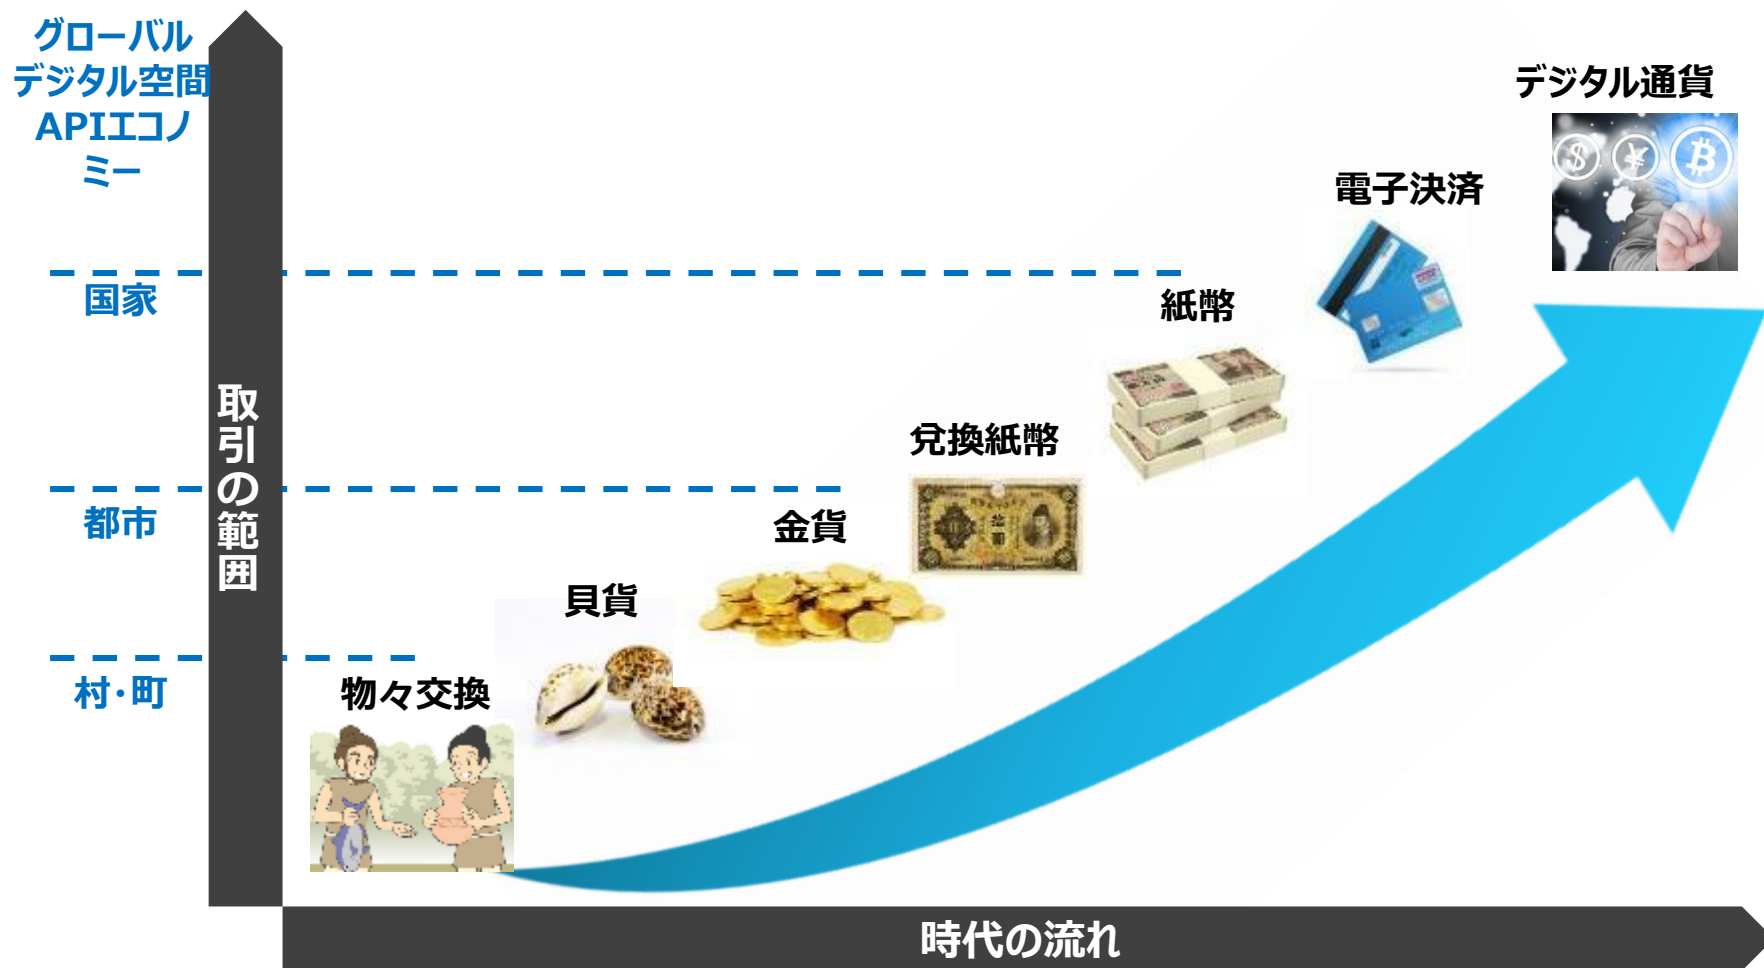 グローバル
デジタル空間
APIエコノ
ミー
国家
都市
村・町
取引の範囲
デジタル通貨
電子決済
紙幣
兌換紙幣
金貨
貝貨
物々交換
時代の流れ